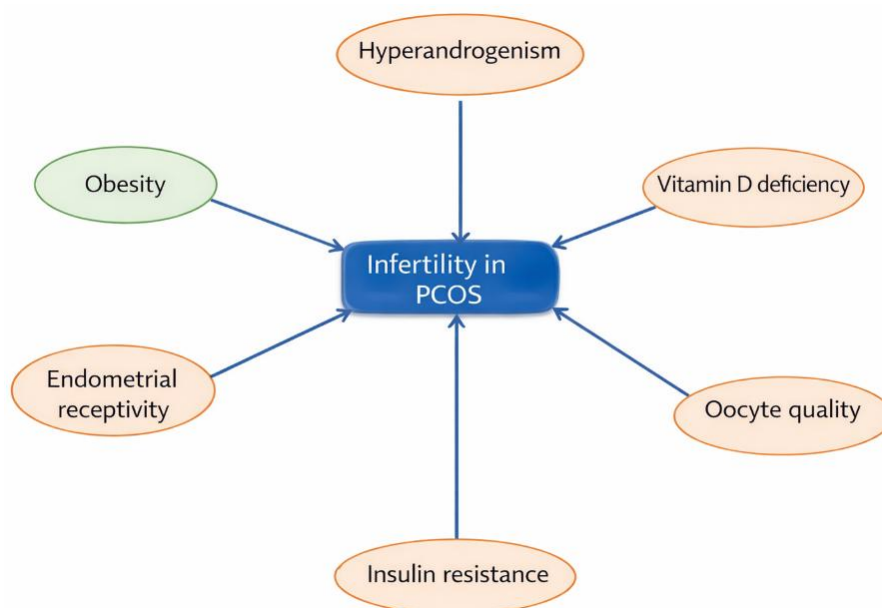 Hyperandrogenism
Obesity
Vitamin D deficiency
Infertility in
PCOS
Endometrial
receptivity
Oocyte quality
Insulin resistance